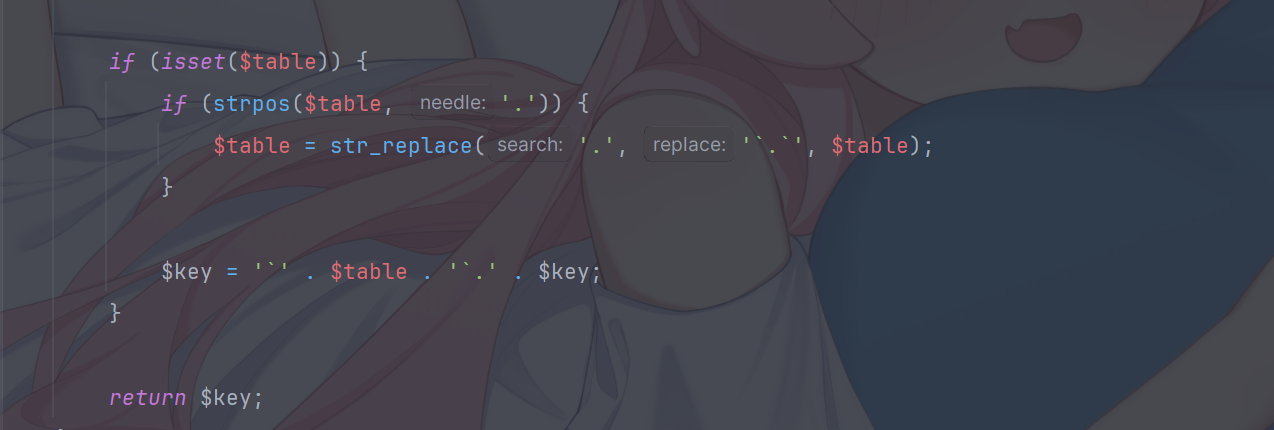 if (isset($table)) {
if (strpos($table, needle: '.')) {
$table = str_replace( search: '.', replace: '`.`', $table);
}
$key = '`' . $table . '`.' . $key;
}
return $key;